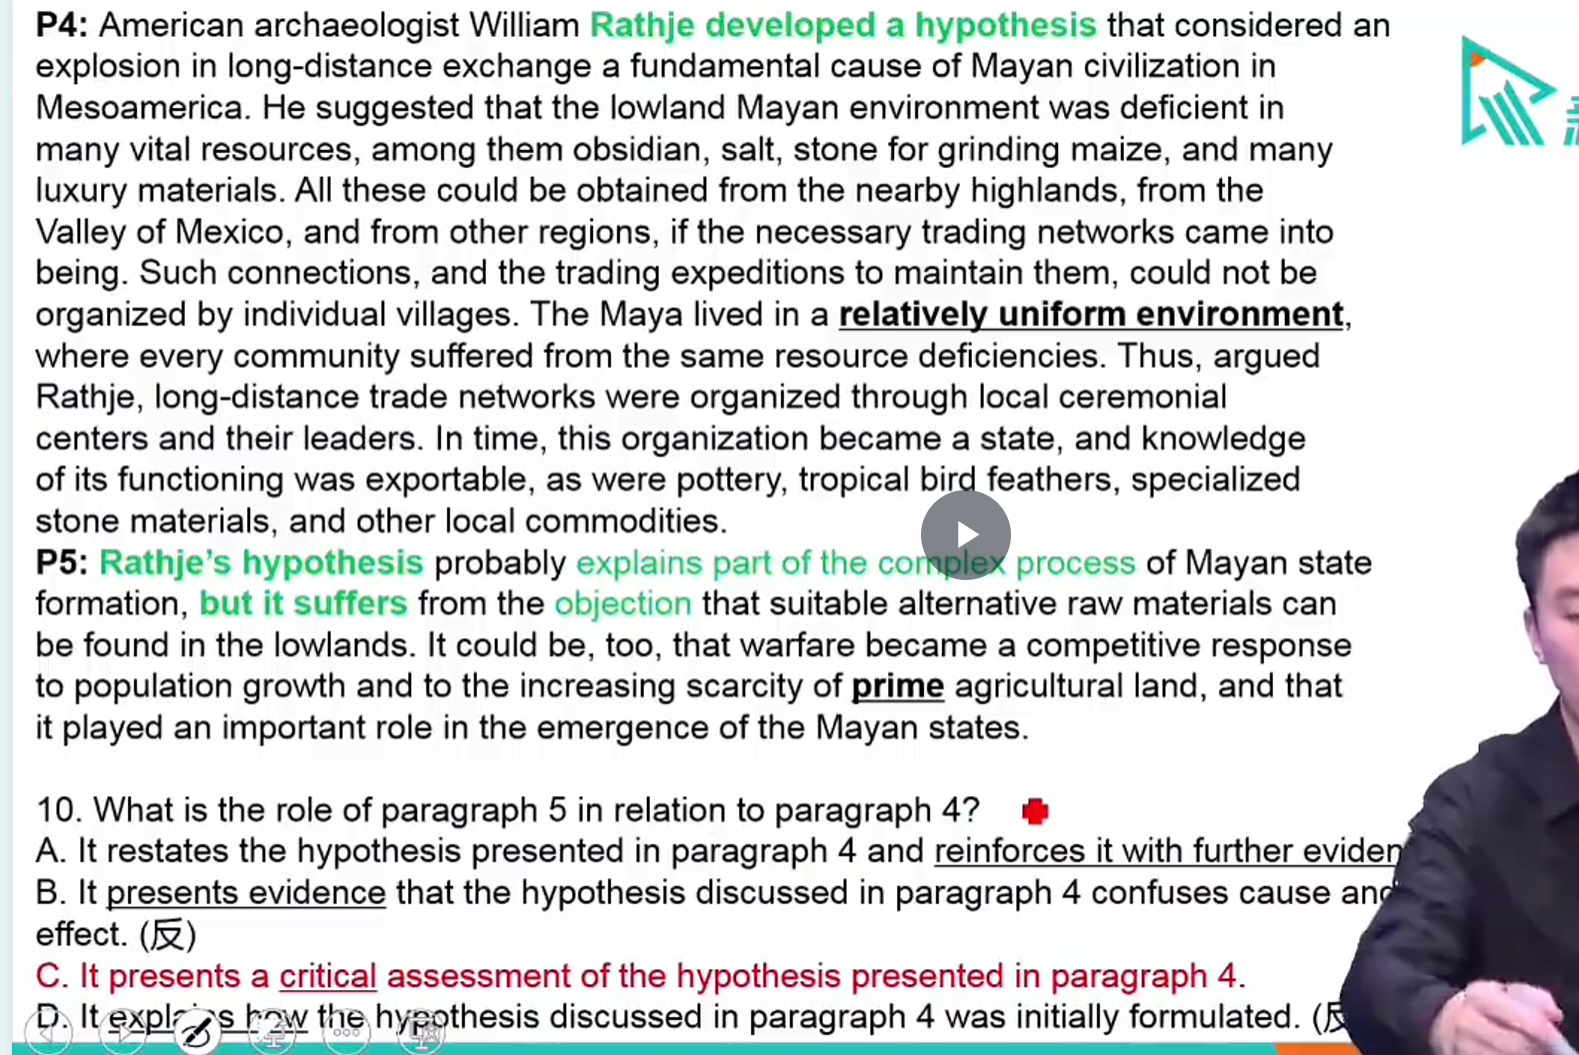 P4: American archaeologist William Rathje developed a hypothesis that considered an
explosion in long-distance exchange a fundamental cause of Mayan civilization in
Mesoamerica. He suggested that the lowland Mayan environment was deficient in
many vital resources, among them obsidian, salt, stone for grinding maize, and many
luxury materials. All these could be obtained from the nearby highlands, from the
Valley of Mexico, and from other regions, if the necessary trading networks came into
being. Such connections, and the trading expeditions to maintain them, could not be
organized by individual villages. The Maya lived in a relatively uniform environment,
where every community suffered from the same resource deficiencies. Thus, argued
Rathje, long-distance trade networks were organized through local ceremonial
centers and their leaders. In time, this organization became a state, and knowledge
of its functioning was exportable, as were pottery, tropical bird feathers, specialized
stone materials, and other local commodities.
P5: Rathje's hypothesis probably explains part of the complex process of Mayan state
formation, but it suffers from the objection that suitable alternative raw materials can
be found in the lowlands. It could be, too, that warfare became a competitive response
to population growth and to the increasing scarcity of prime agricultural land, and that
it played an important role in the emergence of the Mayan states.
10. What is the role of paragraph 5 in relation to paragraph 4?
A. It restates the hypothesis presented in paragraph 4 and reinforces it with further eviden
B. It presents evidence that the hypothesis discussed in paragraph 4 confuses cause and
effect. (反)
C. It presents a critical assessment of the hypothesis presented in paragraph 4.
D. It explains how the hypothesis discussed in paragraph 4 was initially formulated. (反